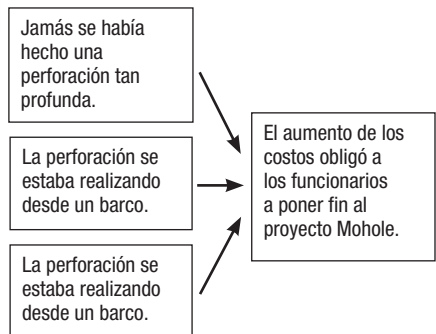 Jamás se había
hecho una
perforación tan
profunda.
La perforación se
estaba realizando
desde un barco.
La perforación se
estaba realizando
desde un barco.
El aumento de los
costos obligó a
los funcionarios
a poner fin al
proyecto Mohole.